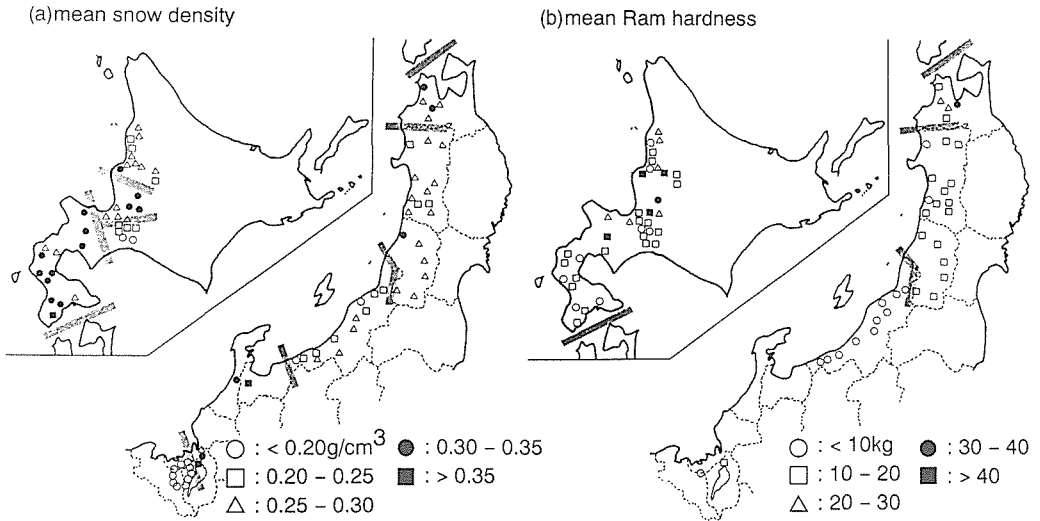 (a)mean snow density
(b)mean Ram hardness
○ : < 0.20g/cm3
● : 0.30 – 0.35
□ : 0.20 – 0.25
■ : > 0.35
△ : 0.25 – 0.30
○ : < 10kg
● : 30 – 40
□ : 10 – 20
■ : > 40
△ : 20 – 30